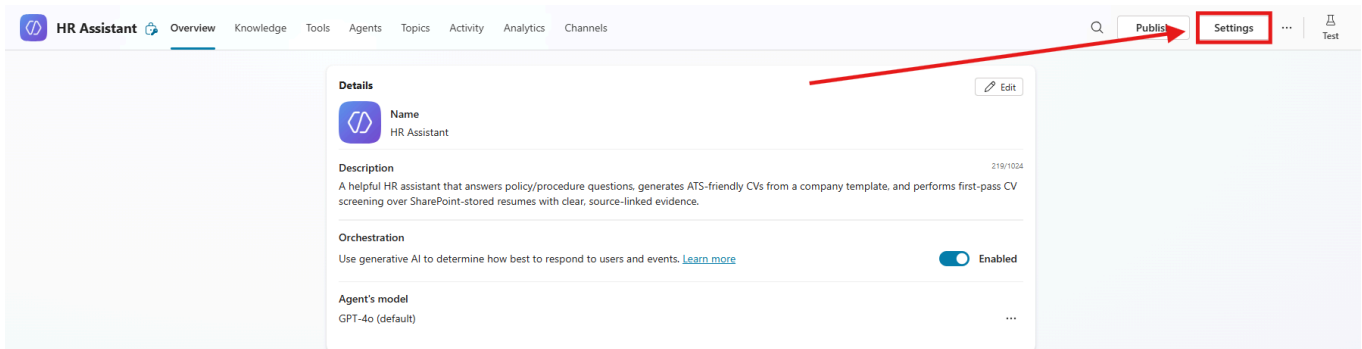 HR Assistant Overview Knowledge Tools Agents Topics Activity Analytics Channels Settings ... Test
Details
Edit
Name
HR Assistant
Description
219/1024
A helpful HR assistant that answers policy/procedure questions, generates ATS-friendly CVs from a company template, and performs first-pass CV
screening over SharePoint-stored resumes with clear, source-linked evidence.
Orchestration
Use generative AI to determine how best to respond to users and events. Learn more
Enabled
Agent's model
GPT-4o (default)
...